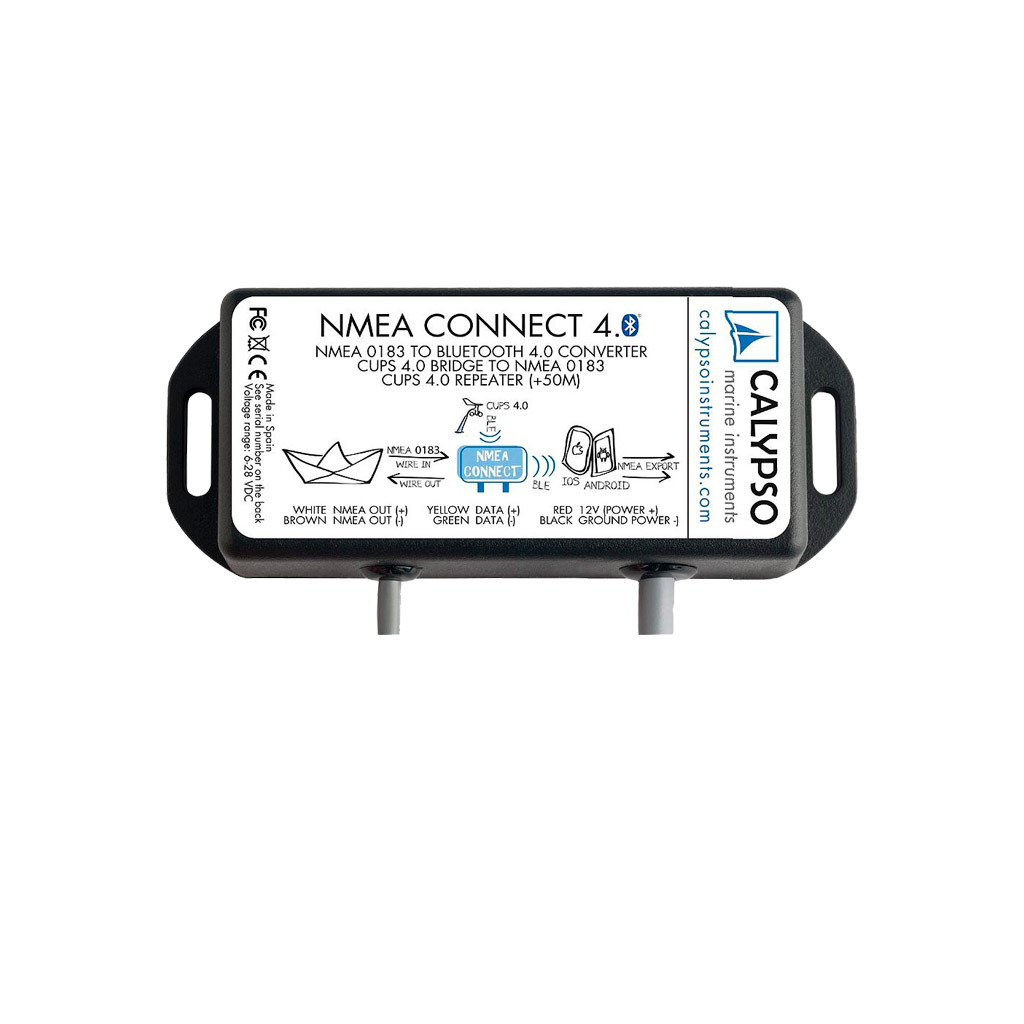 NMEA CONNECT 4.0
NMEA 0183 TO BLUETOOTH 4.0 CONVERTER
CUPS 4.0 BRIDGE TO NMEA 0183
CUPS 4.0 REPEATER (+50M)
CUPS 4.0
BLE
NMEA 0183
WIRE IN
WIRE OUT
NMEA
CONNECT
BLE
IOS
ANDROID
NMEA EXPORT
WHITE NMEA OUT (+)
BROWN NMEA OUT (-)
YELLOW DATA (+)
GREEN DATA (-)
RED 12V (POWER +)
BLACK GROUND POWER -)
FC CE
Made in Spain
See serial number on the back
Voltage range: 6-28 VDC
CALYPSO
marine instruments
calypsoinstruments.com